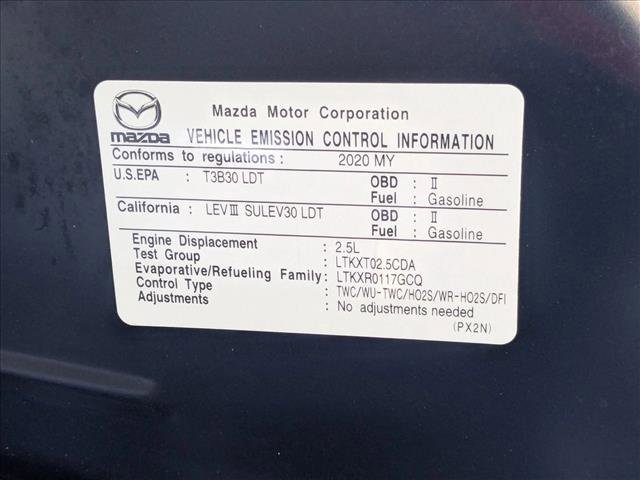 Mazda Motor Corporation
mazda VEHICLE EMISSION CONTROL INFORMATION
Conforms to regulations : 2020 MY
U.S.EPA : T3B30 LDT OBD : II
Fuel : Gasoline
California : LEVIII SULEV30 LDT OBD : II
Fuel : Gasoline
Engine Displacement : 2.5L
Test Group : LTKXT02.5CDA
Evaporative/Refueling Family: LTKXR0117GCQ
Control Type : TWC/WU-TWC/HO2S/WR-HO2S/DFI
Adjustments : No adjustments needed
(PX2N)